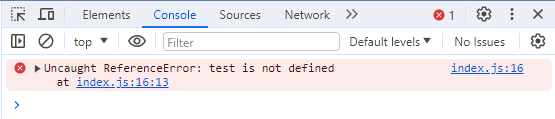 Elements Console Sources Network 1
top Filter Default levels No Issues
Uncaught ReferenceError: test is not defined index.js:16
at index.js:16:13